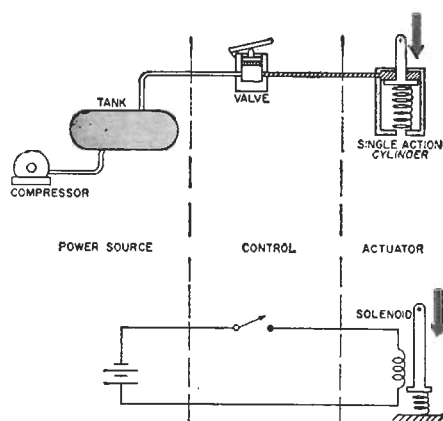 TANK
VALVE
SINGLE ACTION
CYLINDER
COMPRESSOR
POWER SOURCE
CONTROL
ACTUATOR
SOLENOID